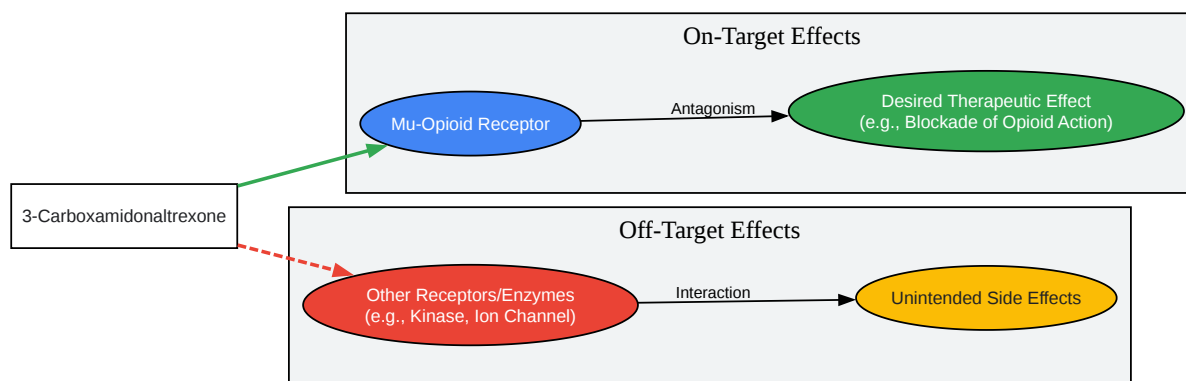 On-Target Effects
Mu-Opioid Receptor
Antagonism
Desired Therapeutic Effect
(e.g., Blockade of Opioid Action)
3-Carboxamidonaltrexone
Off-Target Effects
Other Receptors/Enzymes
(e.g., Kinase, Ion Channel)
Interaction
Unintended Side Effects